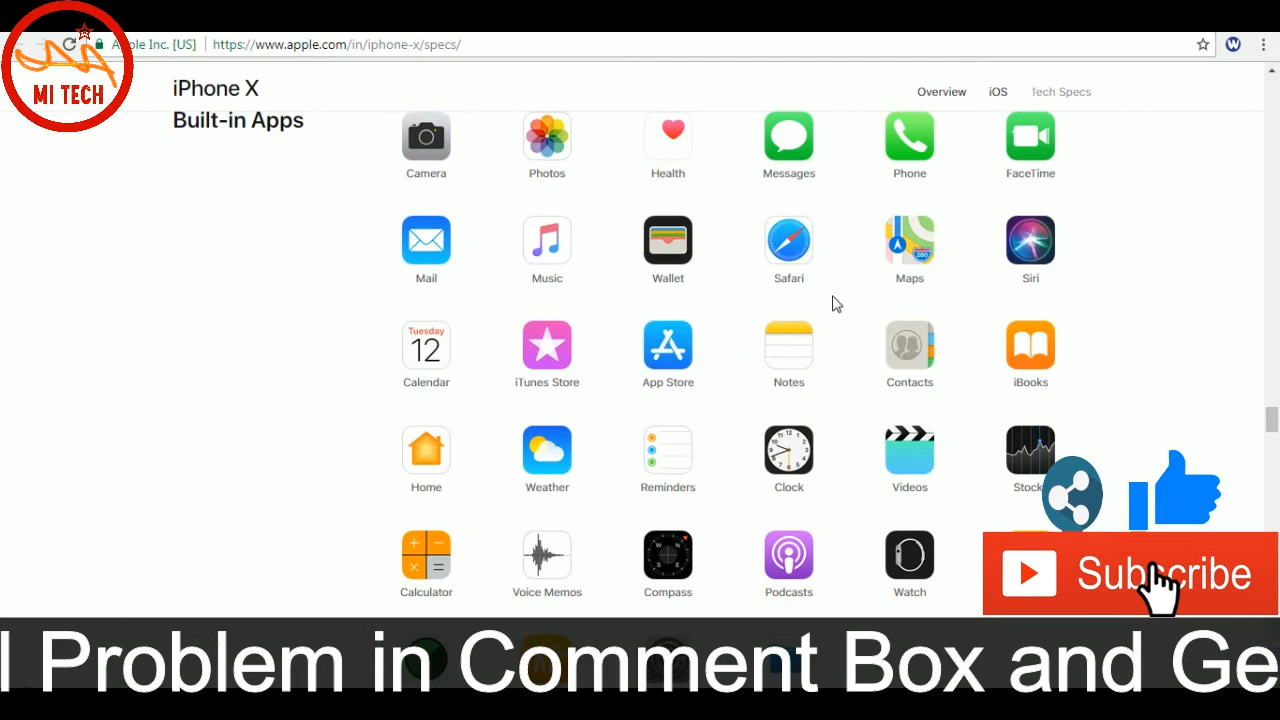 MI TECH
Apple Inc. [US] https://www.apple.com/in/iphone-x/specs/
iPhone X
Overview iOS Tech Specs
Built-in Apps
Camera Photos Health Messages Phone FaceTime
280
Mail Music Wallet Safari Maps Siri
Tuesday
12
Calendar iTunes Store App Store Notes Contacts iBooks
Home Weather Reminders Clock Videos Stock
Calculator Voice Memos Compass Podcasts Watch
Subscribe
l Problem in Comment Box and Ge